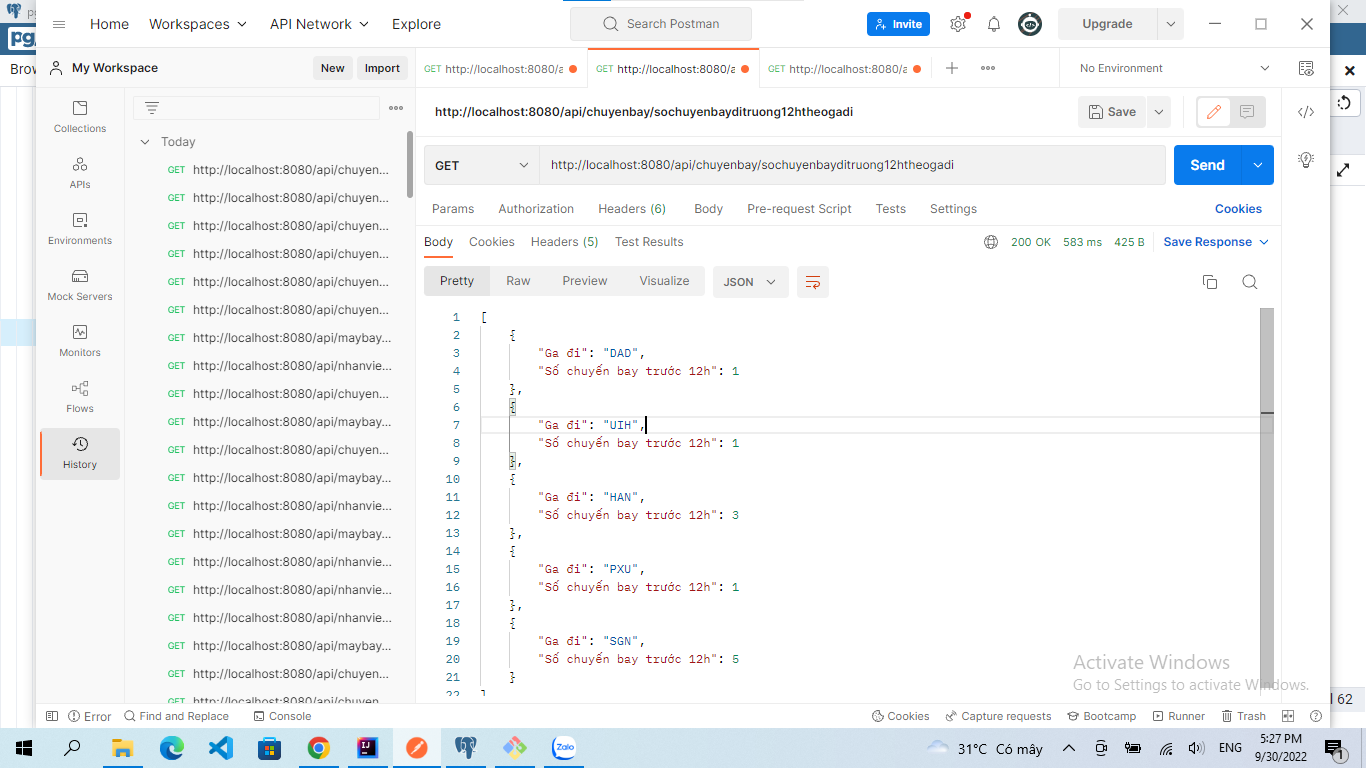 Home
Workspaces
API Network
Explore
Search Postman
Invite
Upgrade
My Workspace
New
Import
GET http://localhost:8080/a
GET http://localhost:8080/a
GET http://localhost:8080/a
No Environment
Collections
APIs
Environments
Mock Servers
Monitors
Flows
History
Today
GET http://localhost:8080/api/chuyen...
GET http://localhost:8080/api/chuyen...
GET http://localhost:8080/api/chuyen...
GET http://localhost:8080/api/chuyen...
GET http://localhost:8080/api/chuyen...
GET http://localhost:8080/api/chuyen...
GET http://localhost:8080/api/maybay...
GET http://localhost:8080/api/nhanvie...
GET http://localhost:8080/api/chuyen...
GET http://localhost:8080/api/maybay...
GET http://localhost:8080/api/chuyen...
GET http://localhost:8080/api/maybay...
GET http://localhost:8080/api/nhanvie...
GET http://localhost:8080/api/maybay...
GET http://localhost:8080/api/nhanvie...
GET http://localhost:8080/api/nhanvie...
GET http://localhost:8080/api/nhanvie...
GET http://localhost:8080/api/maybay...
GET http://localhost:8080/api/chuyen...
GET http://localhost:8080/api/chuyen
http://localhost:8080/api/chuyenbay/sochuyenbayditruong12htheogadi
Save
GET
http://localhost:8080/api/chuyenbay/sochuyenbayditruong12htheogadi
Send
Params Authorization Headers (6) Body Pre-request Script Tests Settings Cookies
Body Cookies Headers (5) Test Results 200 OK 583 ms 425 B Save Response
Pretty Raw Preview Visualize JSON
1 [
2 {
3 "Ga đi": "DAD",
4 "Số chuyến bay trước 12h": 1
5 },
6 {
7 "Ga đi": "UIH",
8 "Số chuyến bay trước 12h": 1
9 },
10 {
11 "Ga đi": "HAN",
12 "Số chuyến bay trước 12h": 3
13 },
14 {
15 "Ga đi": "PXU",
16 "Số chuyến bay trước 12h": 1
17 },
18 {
19 "Ga đi": "SGN",
20 "Số chuyến bay trước 12h": 5
21 }
22 ]
Activate Windows
Go to Settings to activate Windows.
Error
Find and Replace
Console
Cookies
Capture requests
Bootcamp
Runner
Trash
62
Zalo
31°C Có mây
ENG
5:27 PM
9/30/2022
1